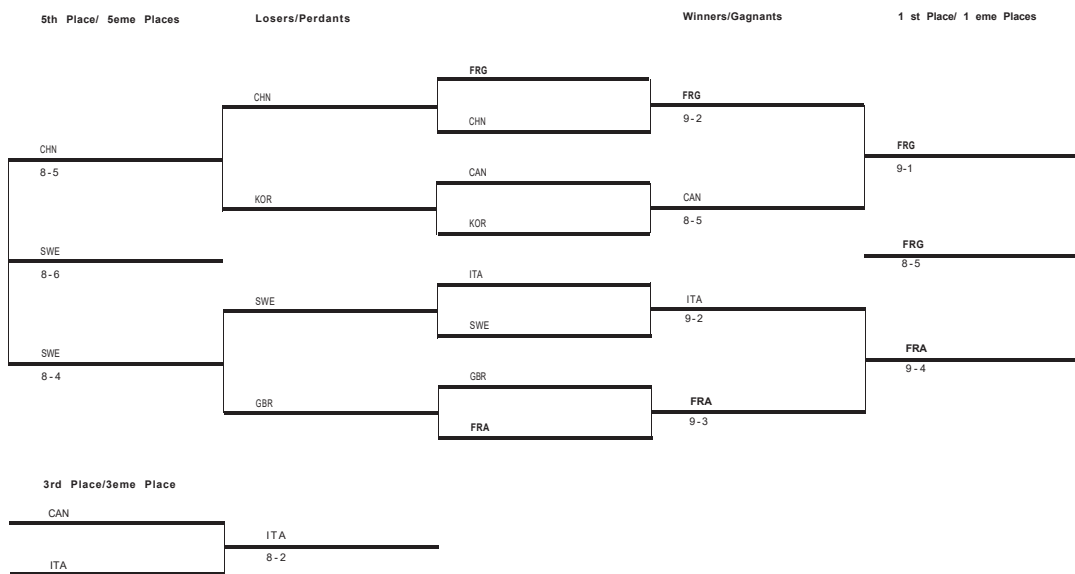 5th Place/ 5eme Places
Losers/Perdants
Winners/Gagnants
1 st Place/ 1 eme Places
FRG
CHN
FRG
9-2
CHN
CHN
8-5
FRG
9-1
CAN
KOR
CAN
8-5
KOR
SWE
8-6
FRG
8-5
ITA
SWE
ITA
9-2
SWE
SWE
8-4
FRA
9-4
GBR
GBR
FRA
9-3
FRA
3rd Place/3eme Place
CAN
ITA
8-2
ITA